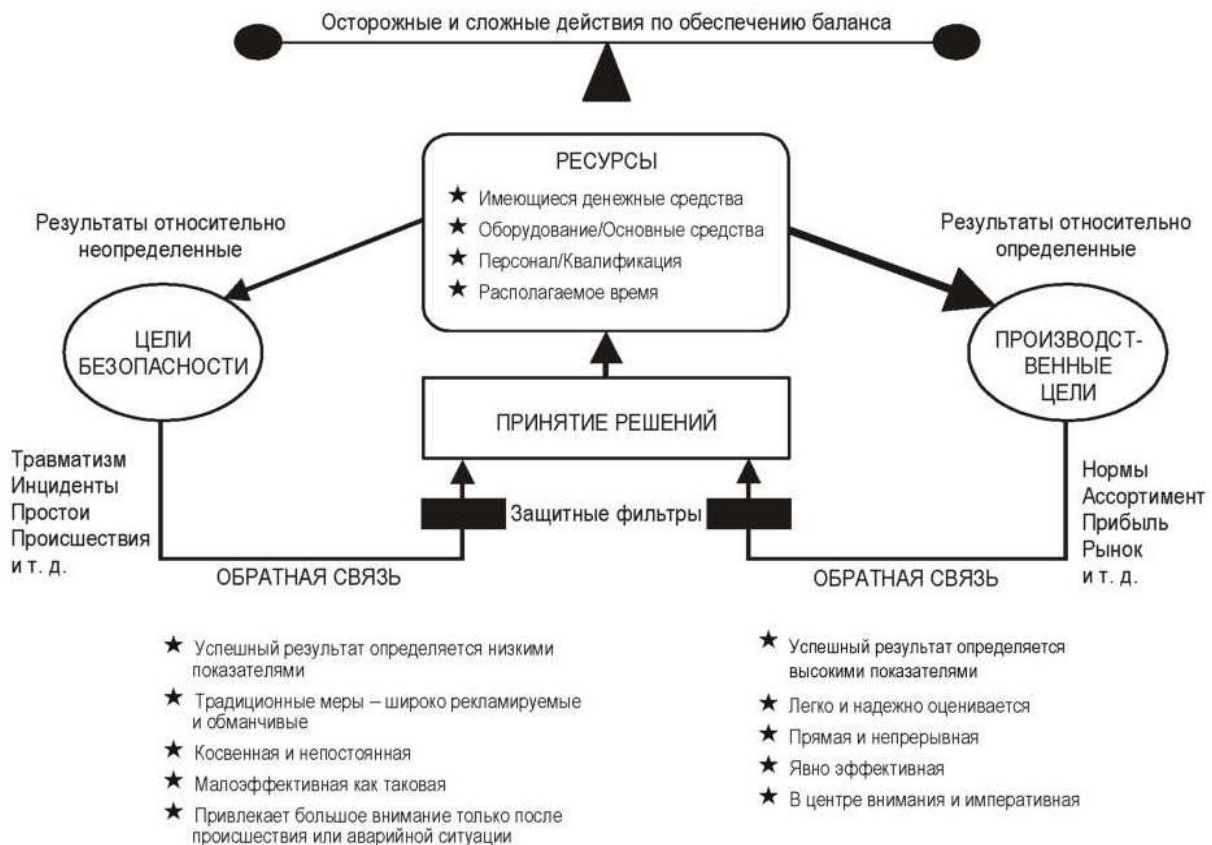 Осторожные и сложные действия по обеспечению баланса
РЕСУРСЫ
★ Имеющиеся денежные средства
★ Оборудование/Основные средства
★ Персонал/Квалификация
★ Располагаемое время
Результаты относительно
неопределенные
Результаты относительно
определенные
ЦЕЛИ
БЕЗОПАСНОСТИ
ПРОИЗВОДСТ-
ВЕННЫЕ
ЦЕЛИ
ПРИНЯТИЕ РЕШЕНИЙ
Травматизм
Инциденты
Простои
Происшествия
и т. д.
Защитные фильтры
Нормы
Ассортимент
Прибыль
Рынок
и т. д.
ОБРАТНАЯ СВЯЗЬ
ОБРАТНАЯ СВЯЗЬ
★ Успешный результат определяется низкими
показателями
★ Традиционные меры – широко рекламируемые
и обманчивые
★ Косвенная и непостоянная
★ Малоэффективная как таковая
★ Привлекает большое внимание только после
происшествия или аварийной ситуации
★ Успешный результат определяется
высокими показателями
★ Легко и надежно оценивается
★ Прямая и непрерывная
★ Явно эффективная
★ В центре внимания и императивная